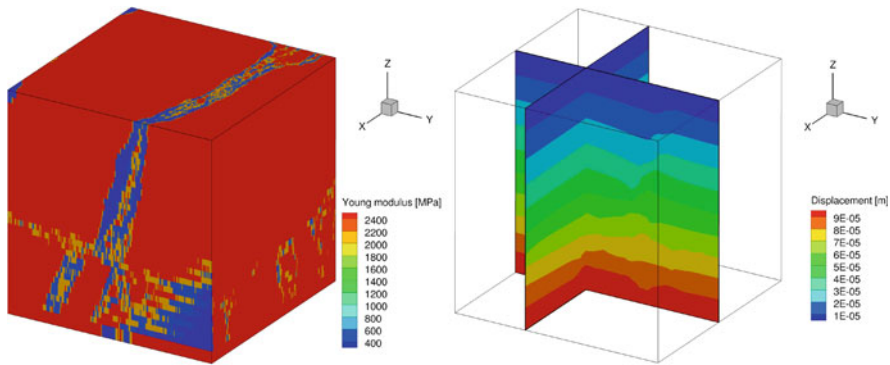 Z
X
Y
Young modulus [MPa]
2400
2200
2000
1800
1600
1400
1200
1000
800
600
400
Z
X
Y
Displacement [m]
9E-05
8E-05
7E-05
6E-05
5E-05
4E-05
3E-05
2E-05
1E-05